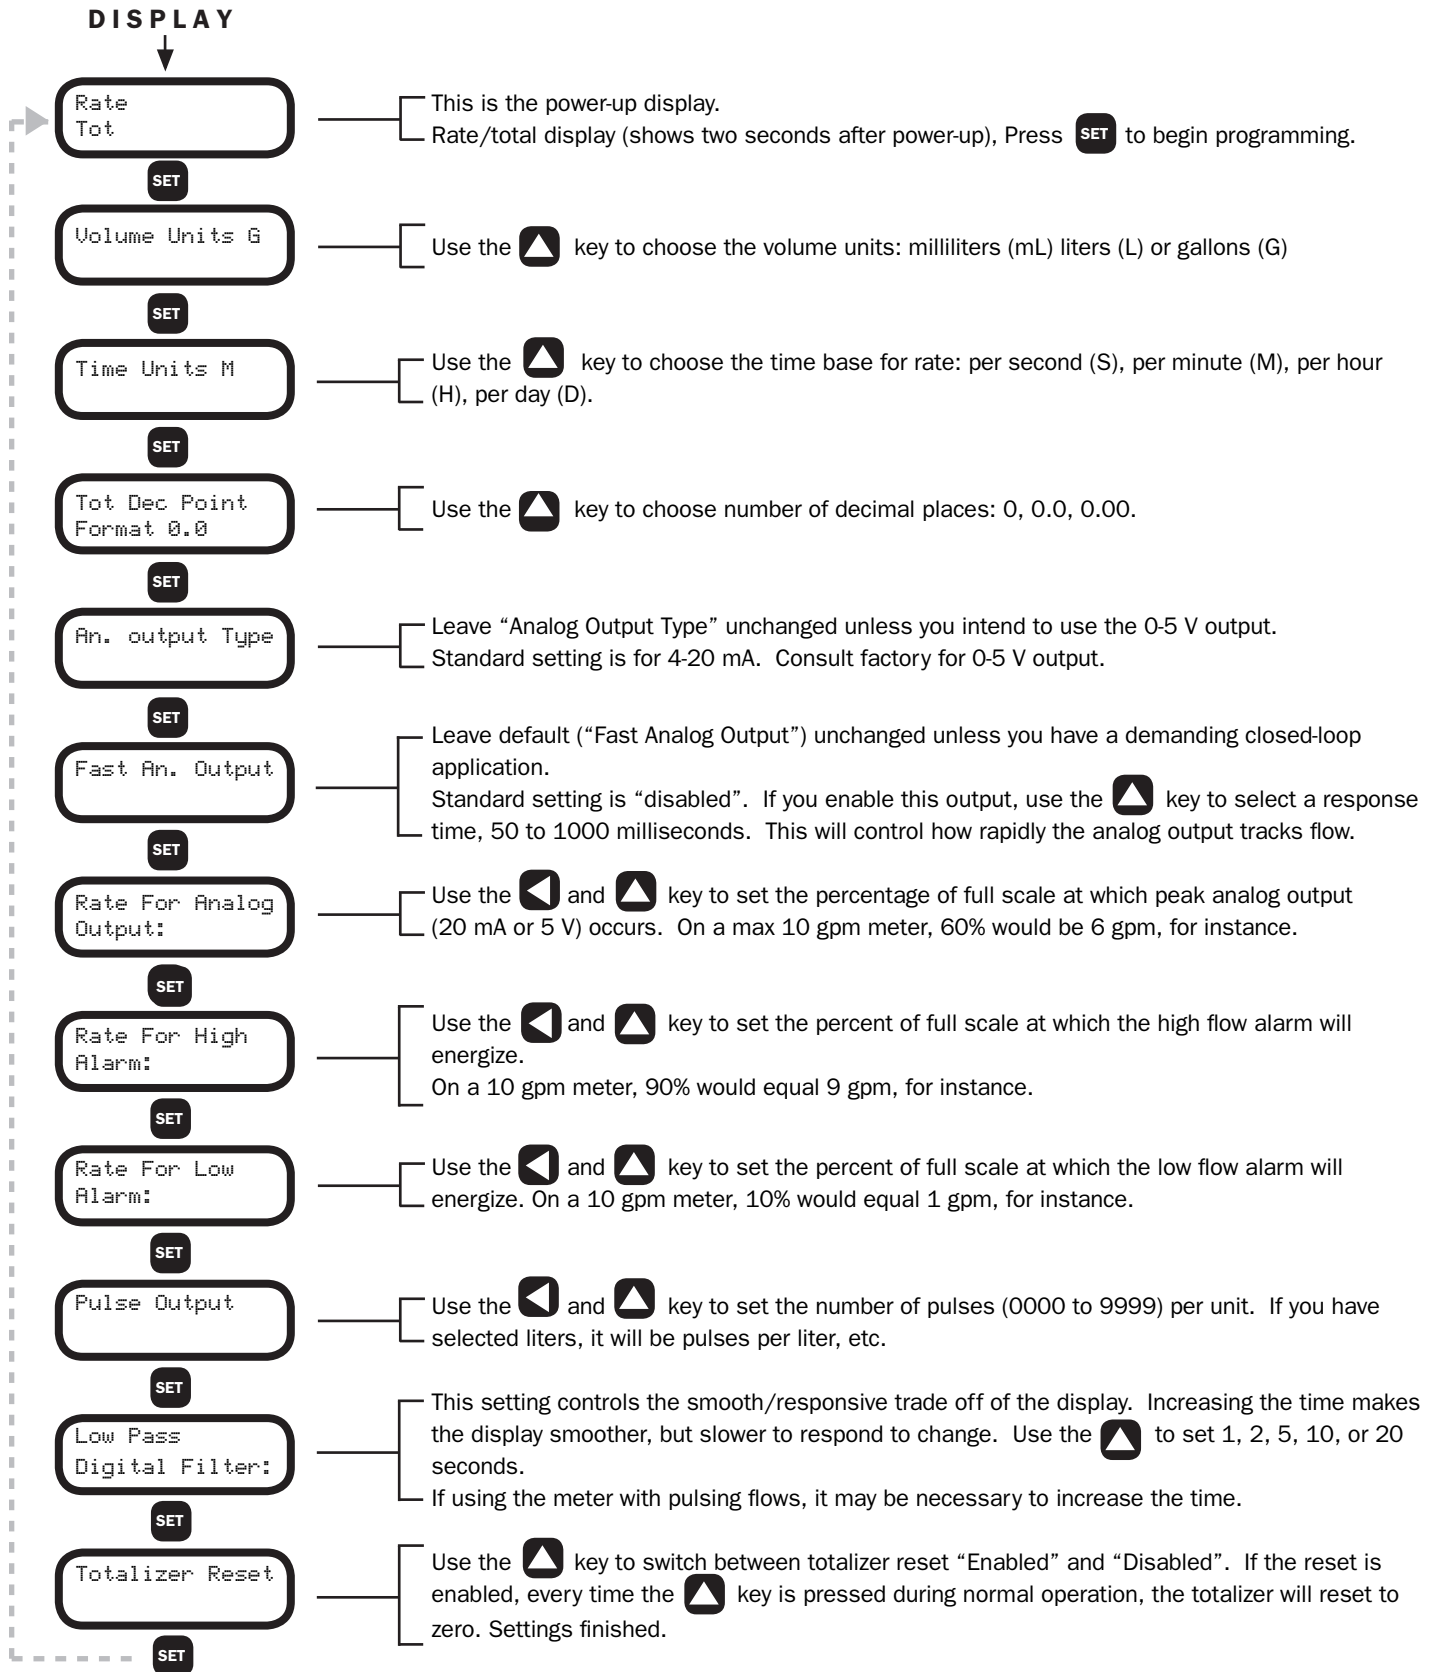 DISPLAY
Rate
Tot
This is the power-up display.
Rate/total display (shows two seconds after power-up), Press SET to begin programming.
SET
Volume Units G
Use the key to choose the volume units: milliliters (mL) liters (L) or gallons (G)
SET
Time Units M
Use the key to choose the time base for rate: per second (S), per minute (M), per hour
(H), per day (D).
SET
Tot Dec Point
Format 0.0
Use the key to choose number of decimal places: 0, 0.0, 0.00.
SET
An. output Type
Leave “Analog Output Type” unchanged unless you intend to use the 0-5 V output.
Standard setting is for 4-20 mA. Consult factory for 0-5 V output.
SET
Fast An. Output
Leave default (“Fast Analog Output”) unchanged unless you have a demanding closed-loop
application.
Standard setting is “disabled”. If you enable this output, use the key to select a response
time, 50 to 1000 milliseconds. This will control how rapidly the analog output tracks flow.
SET
Rate For Analog
Output:
Use the and key to set the percentage of full scale at which peak analog output
(20 mA or 5 V) occurs. On a max 10 gpm meter, 60% would be 6 gpm, for instance.
SET
Rate For High
Alarm:
Use the and key to set the percent of full scale at which the high flow alarm will
energize.
On a 10 gpm meter, 90% would equal 9 gpm, for instance.
SET
Rate For Low
Alarm:
Use the and key to set the percent of full scale at which the low flow alarm will
energize. On a 10 gpm meter, 10% would equal 1 gpm, for instance.
SET
Pulse Output
Use the and key to set the number of pulses (0000 to 9999) per unit. If you have
selected liters, it will be pulses per liter, etc.
SET
Low Pass
Digital Filter:
This setting controls the smooth/responsive trade off of the display. Increasing the time makes
the display smoother, but slower to respond to change. Use the to set 1, 2, 5, 10, or 20
seconds.
If using the meter with pulsing flows, it may be necessary to increase the time.
SET
Totalizer Reset
Use the key to switch between totalizer reset “Enabled” and “Disabled”. If the reset is
enabled, every time the key is pressed during normal operation, the totalizer will reset to
zero. Settings finished.
SET